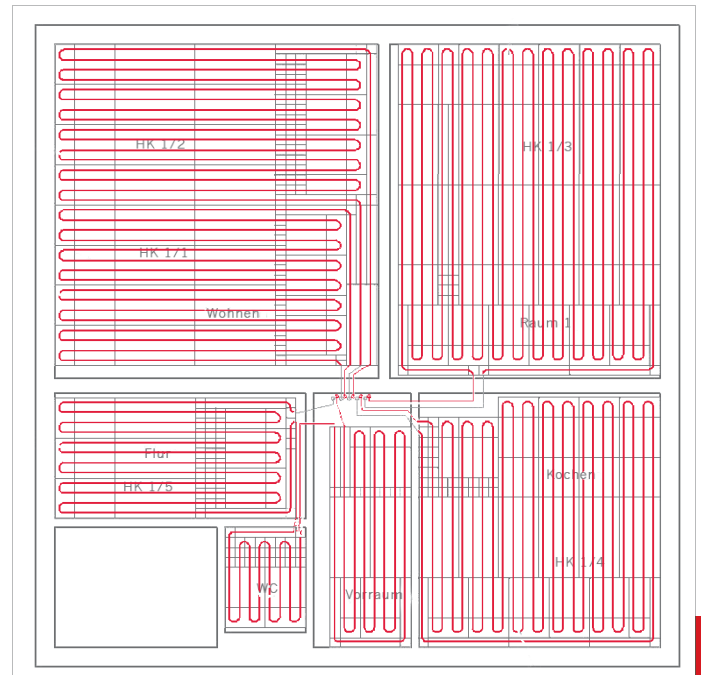 HK 1/2
HK 1/3
HK 1/1
Wohnen
Raum 1
Flur
HK 1/5
Kochen
HK 1/4
WC
Vorraum